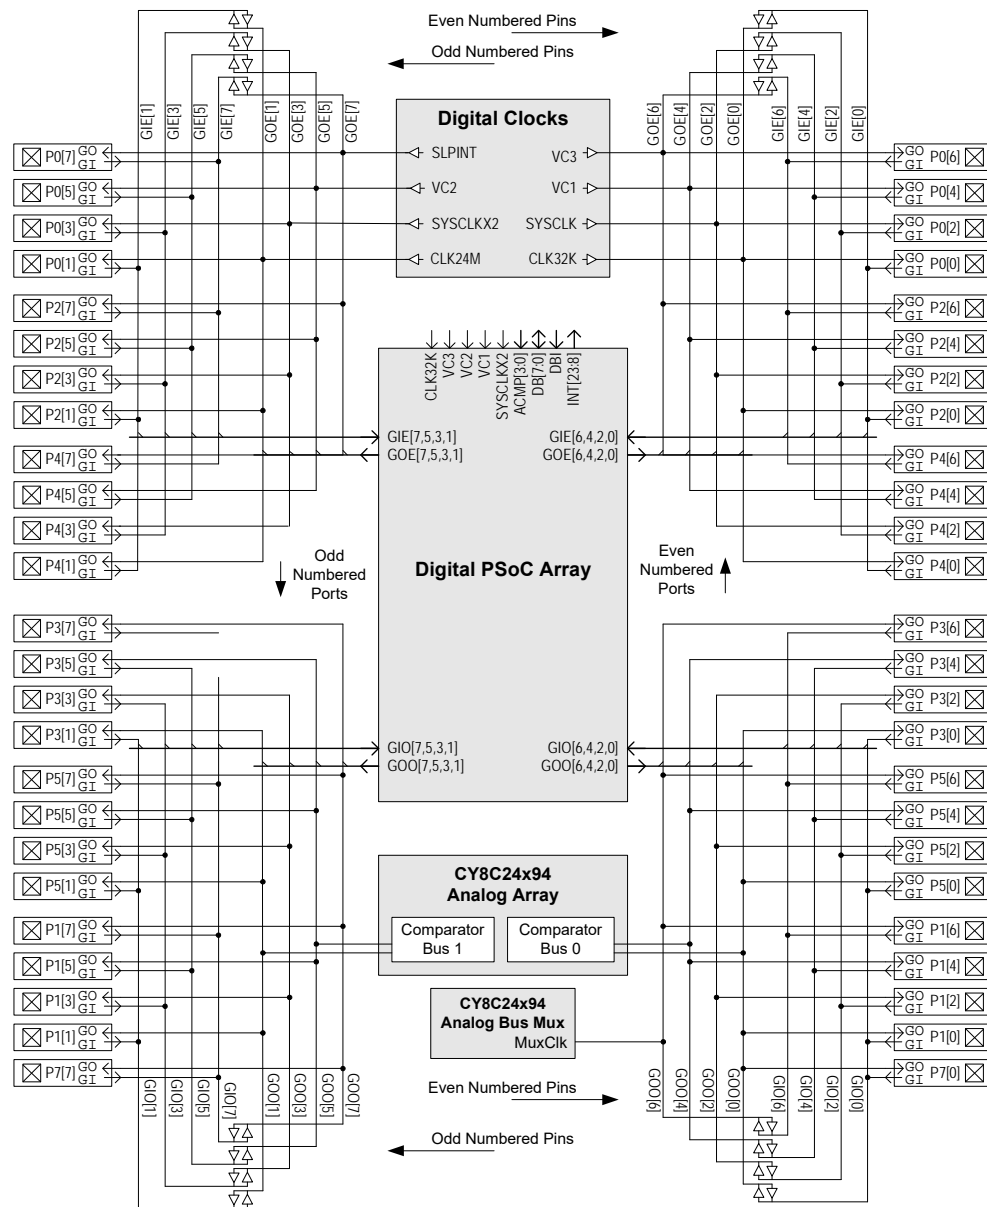 Even Numbered Pins
Odd Numbered Pins
GIE[1]
GIE[3]
GIE[5]
GIE[7]
GOE[1]
GOE[3]
GOE[5]
GOE[7]
GOE[6]
GOE[4]
GOE[2]
GOE[0]
GIE[6]
GIE[4]
GIE[2]
GIE[0]
Digital Clocks
SLPINT
VC3
VC2
VC1
SYSCLKX2
SYSCLK
CLK24M
CLK32K
P0[7] GO GI
P0[5] GO GI
P0[3] GO GI
P0[1] GO GI
P2[7] GO GI
P2[5] GO GI
P2[3] GO GI
P2[1] GO GI
P4[7] GO GI
P4[5] GO GI
P4[3] GO GI
P4[1] GO GI
GO GI P0[6]
GO GI P0[4]
GO GI P0[2]
GO GI P0[0]
GO GI P2[6]
GO GI P2[4]
GO GI P2[2]
GO GI P2[0]
GO GI P4[6]
GO GI P4[4]
GO GI P4[2]
GO GI P4[0]
CLK32K
VC3
VC2
VC1
SYSCLKX2
ACMP[3:0]
DB[7:0]
DBI
INT[23:8]
GIE[7,5,3,1]
GOE[7,5,3,1]
GIE[6,4,2,0]
GOE[6,4,2,0]
Odd
Numbered
Ports
Digital PSoC Array
Even
Numbered
Ports
GIO[7,5,3,1]
GOO[7,5,3,1]
GIO[6,4,2,0]
GOO[6,4,2,0]
P3[7] GO GI
P3[5] GO GI
P3[3] GO GI
P3[1] GO GI
P5[7] GO GI
P5[5] GO GI
P5[3] GO GI
P5[1] GO GI
P1[7] GO GI
P1[5] GO GI
P1[3] GO GI
P1[1] GO GI
P7[7] GO GI
GO GI P3[6]
GO GI P3[4]
GO GI P3[2]
GO GI P3[0]
GO GI P5[6]
GO GI P5[4]
GO GI P5[2]
GO GI P5[0]
GO GI P1[6]
GO GI P1[4]
GO GI P1[2]
GO GI P1[0]
GO GI P7[0]
CY8C24x94
Analog Array
Comparator
Bus 1
Comparator
Bus 0
CY8C24x94
Analog Bus Mux
MuxClk
GIO[1]
GIO[3]
GIO[5]
GIO[7]
GOO[1]
GOO[3]
GOO[5]
GOO[7]
GOO[6]
GOO[4]
GOO[2]
GOO[0]
GIO[6]
GIO[4]
GIO[2]
GIO[0]
Even Numbered Pins
Odd Numbered Pins